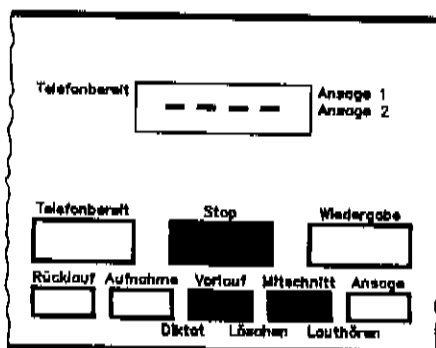 Telefonbereit Ansage 1
Ansage 2
Telefonbereit Stop Wiedergabe
Rücklauf Aufnahme Vorlauf Mitschnitt Ansage
Diktat Löschen Lauthören